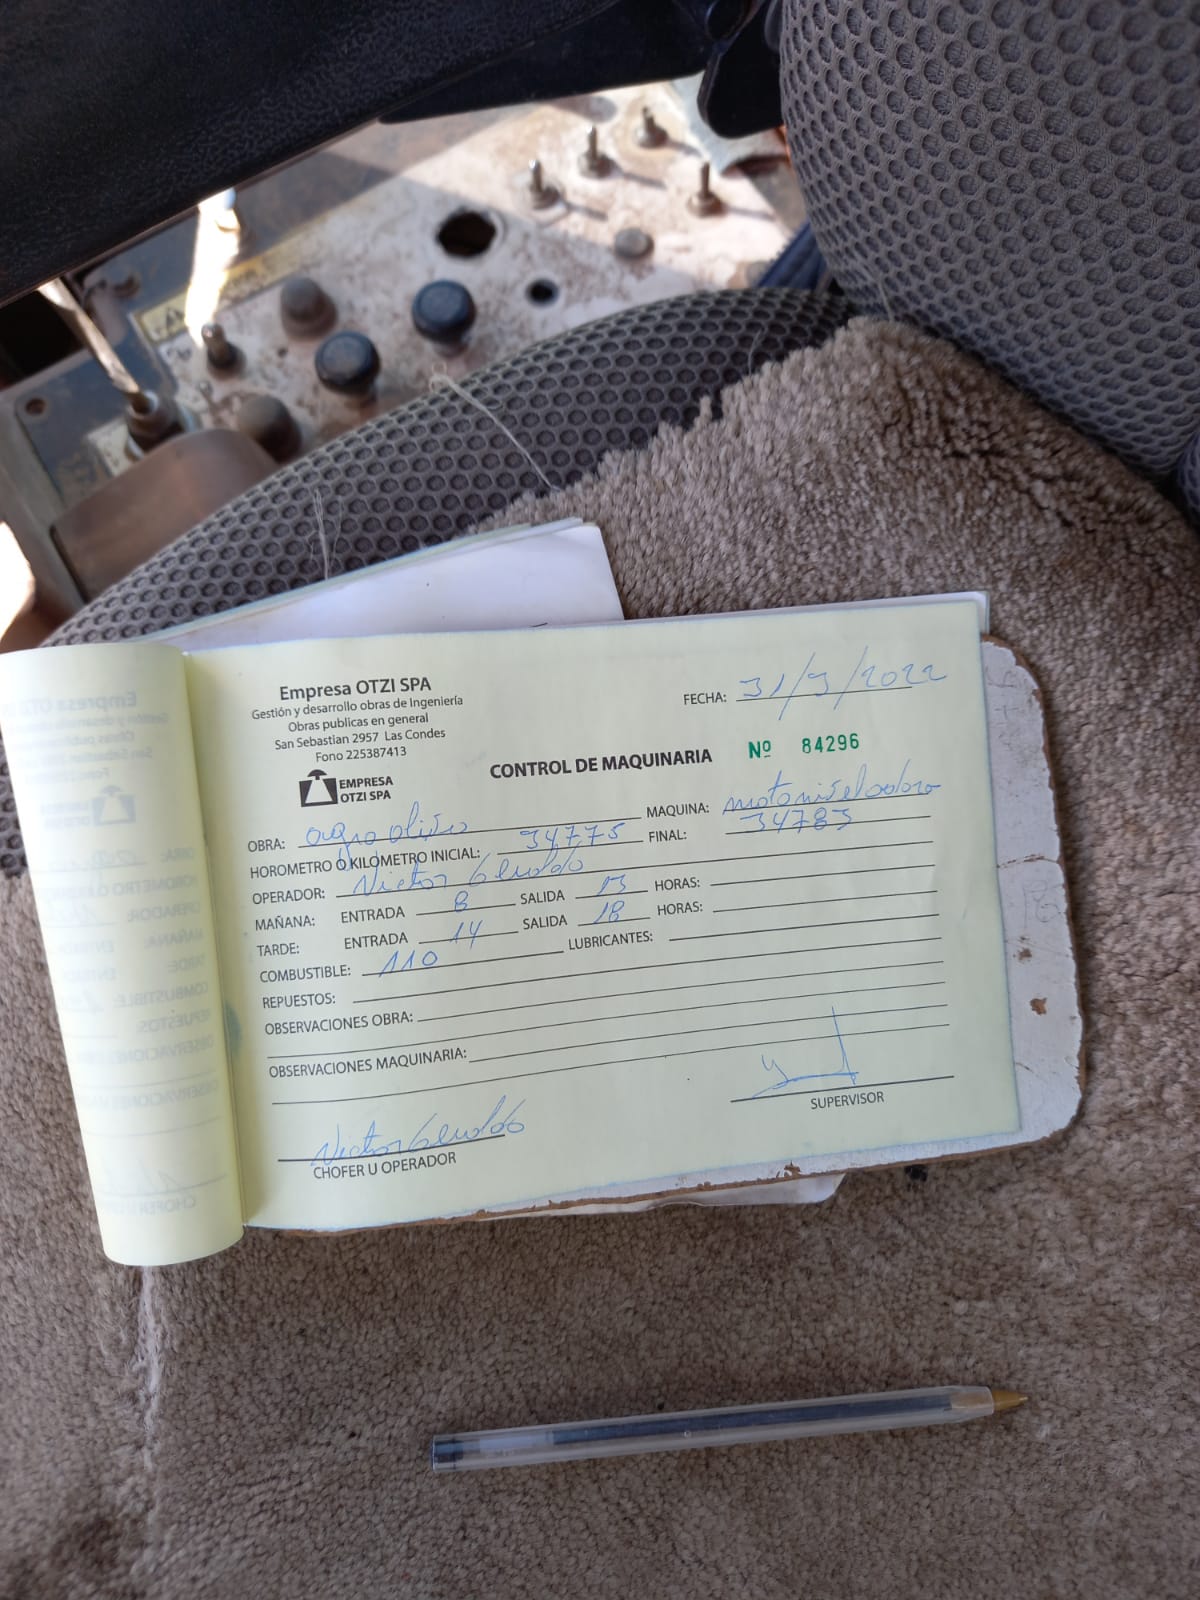 Empresa OTZI SPA
Gestión y desarrollo obras de Ingeniería
Obras publicas en general
San Sebastian 2957 Las Condes
Fono 225387413
EMPRESA
OTZI SPA
FECHA: 31/3/2022
CONTROL DE MAQUINARIA Nº 84296
OBRA: agro olivo MAQUINA: motoniveladora
HOROMETRO O KILOMETRO INICIAL: 34775 FINAL: 34783
OPERADOR: Victor
MAÑANA: ENTRADA 8 SALIDA 13 HORAS:
TARDE: ENTRADA 14 SALIDA 18 HORAS:
COMBUSTIBLE: 110 LUBRICANTES:
REPUESTOS:
OBSERVACIONES OBRA:
OBSERVACIONES MAQUINARIA:
Victor
CHOFER U OPERADOR
SUPERVISOR